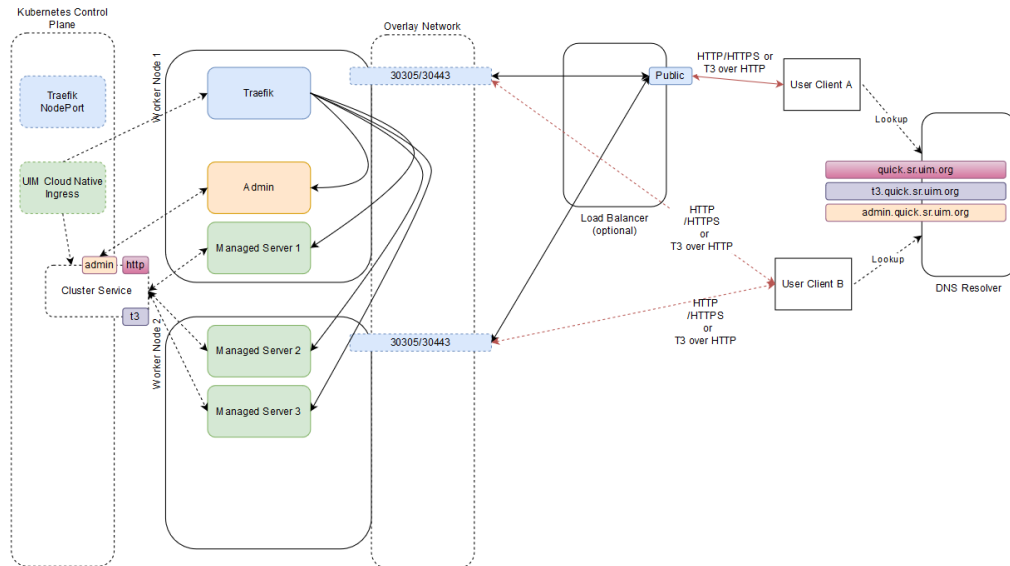 Kubernetes Control
Plane
Traefik
NodePort
UIM Cloud Native
Ingress
admin
http
Cluster Service
t3
Worker Node 1
Traefik
Admin
Managed Server 1
Worker Node 2
Managed Server 2
Managed Server 3
Overlay Network
30305/30443
30305/30443
Public
Load Balancer
(optional)
HTTP/HTTPS or
T3 over HTTP
User Client A
Lookup
HTTP
/HTTPS
or
T3 over HTTP
HTTP
/HTTPS
or
T3 over HTTP
User Client B
Lookup
quick.sr.uim.org
t3.quick.sr.uim.org
admin.quick.sr.uim.org
DNS Resolver